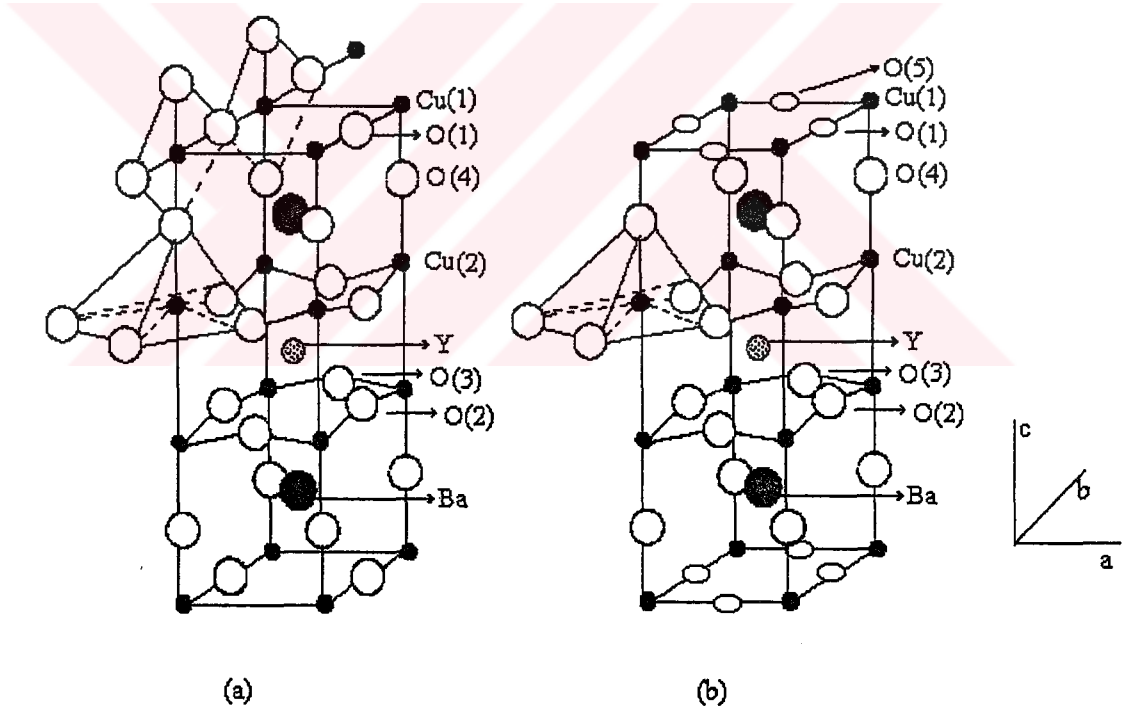 Cu(1)
O(1)
O(4)
Cu(2)
Y
O(3)
O(2)
Ba
(a)
O(5)
Cu(1)
O(1)
O(4)
Cu(2)
Y
O(3)
O(2)
Ba
(b)
c
b
a